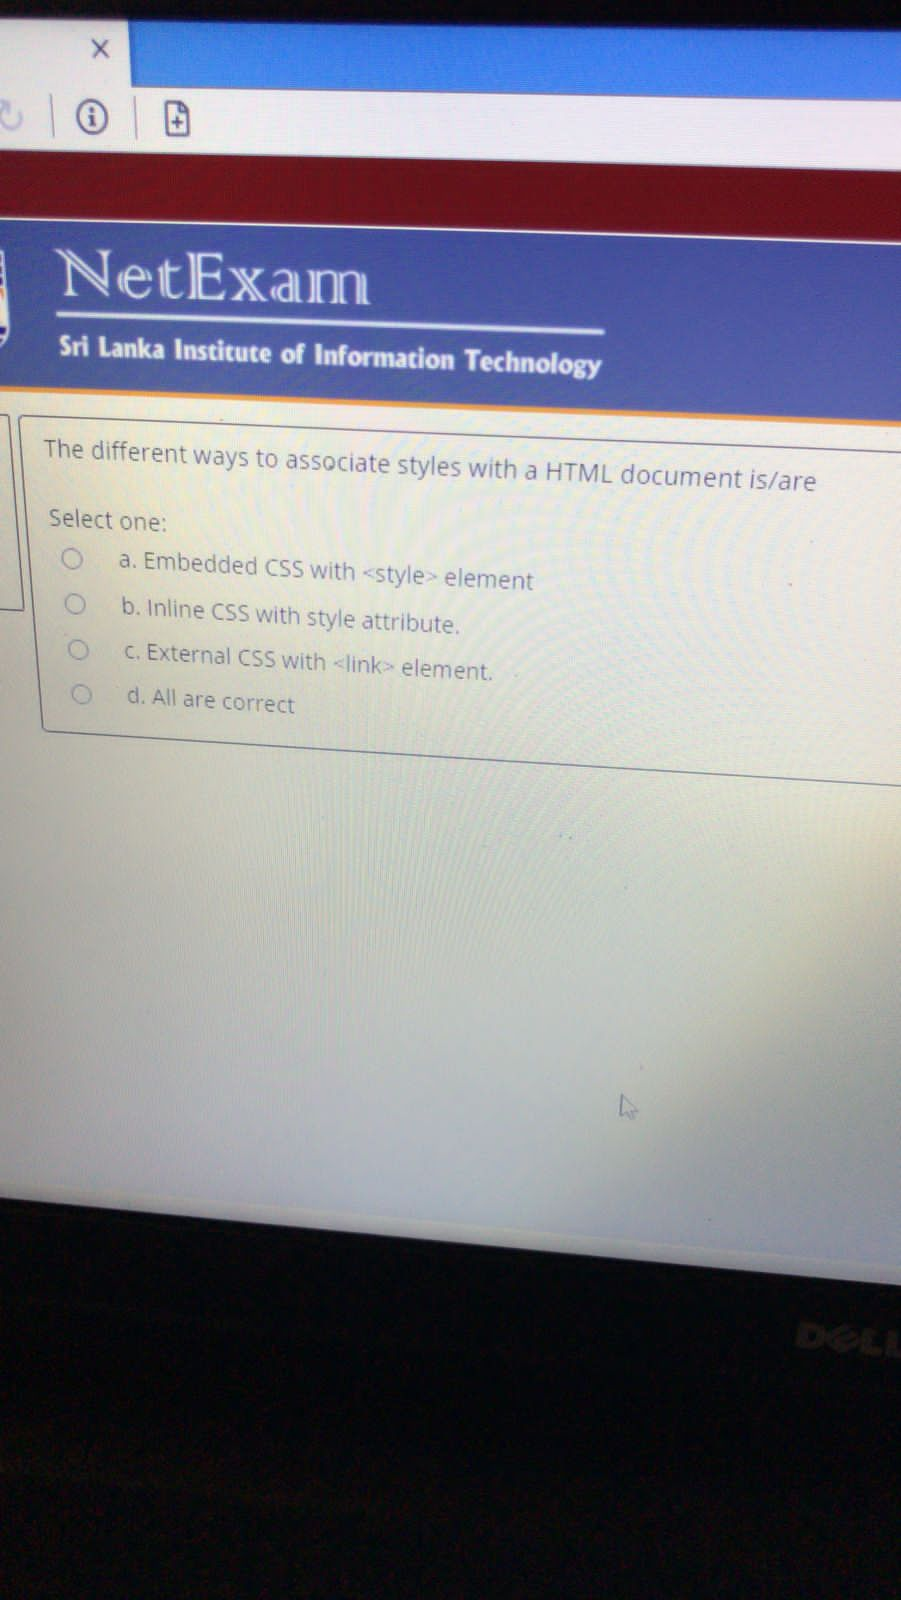 NetExam
Sri Lanka Institute of Information Technology
The different ways to associate styles with a HTML document is/are
Select one:
a. Embedded CSS with <style> element
b. Inline CSS with style attribute.
c. External CSS with <link> element.
d. All are correct
DELL